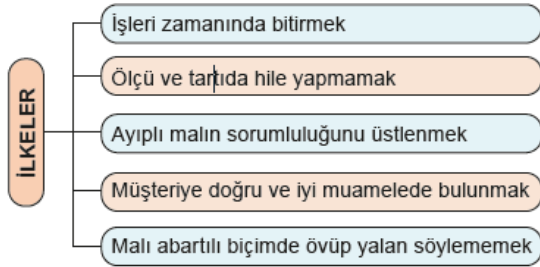 İLKELER
İşleri zamanında bitirmek
Ölçü ve tartıda hile yapmamak
Ayıplı malın sorumluluğunu üstlenmek
Müşteriye doğru ve iyi muamelede bulunmak
Malı abartılı biçimde övüp yalan söylememek